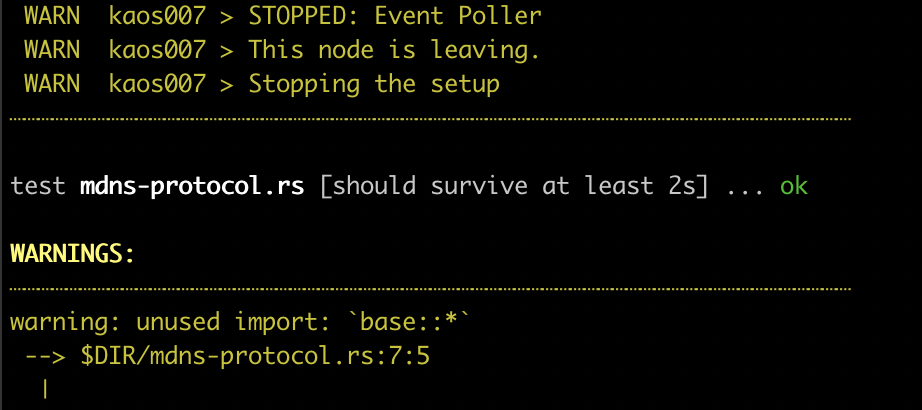 WARN  kaos007 > STOPPED: Event Poller
WARN  kaos007 > This node is leaving.
WARN  kaos007 > Stopping the setup
test mdns-protocol.rs [should survive at least 2s] ... ok
WARNINGS:
warning: unused import: `base::*`
--> $DIR/mdns-protocol.rs:7:5
|